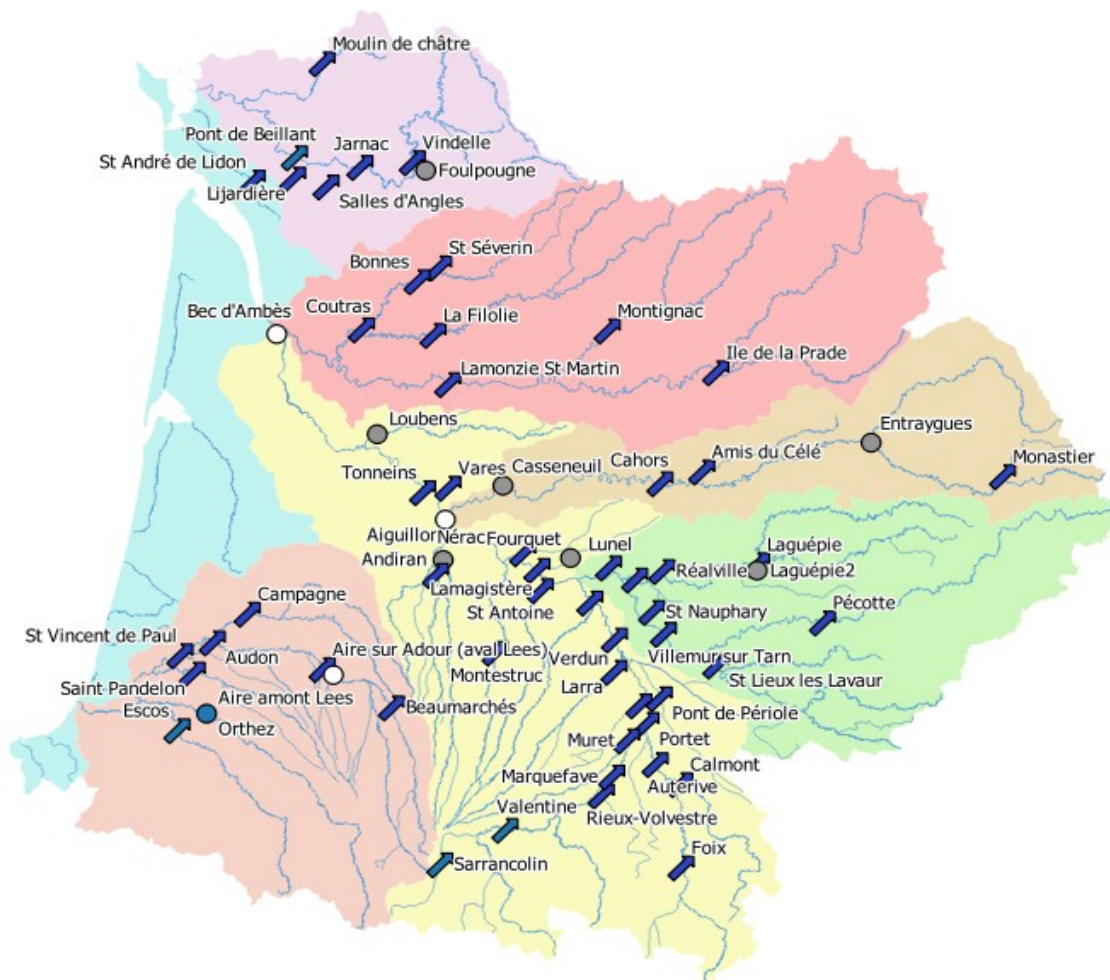 Moulin de châtre
Pont de Beillant
Jarnac
Vindelle
St André de Lidon
Foulpougne
Lijardière
Salles d'Angles
St Séverin
Bonnes
Bec d'Ambès
Coutras
La Filolie
Montignac
Ile de la Prade
Lamonzie St Martin
Loubens
Entraygues
Amis du Célé
Cahors
Monastier
Tonneins
Vares
Casseneuil
Aiguillon
Nérac
Fourquet
Lunel
Laguépie
Andiran
Réalville
Laguépie2
Lamagistère
Campagne
St Antoine
St Nauphary
Pécotte
St Vincent de Paul
Audon
Aire sur Adour (aval Lees)
Verdun
Villemur sur Tarn
Montestruc
St Lieux les Lavaur
Saint Pandelon
Larra
Aire amont Lees
Escos
Beaumarchés
Pont de Périole
Orthez
Muret
Portet
Calmont
Marquefave
Auterive
Valentine
Rieux-Volvestre
Foix
Sarrancolin